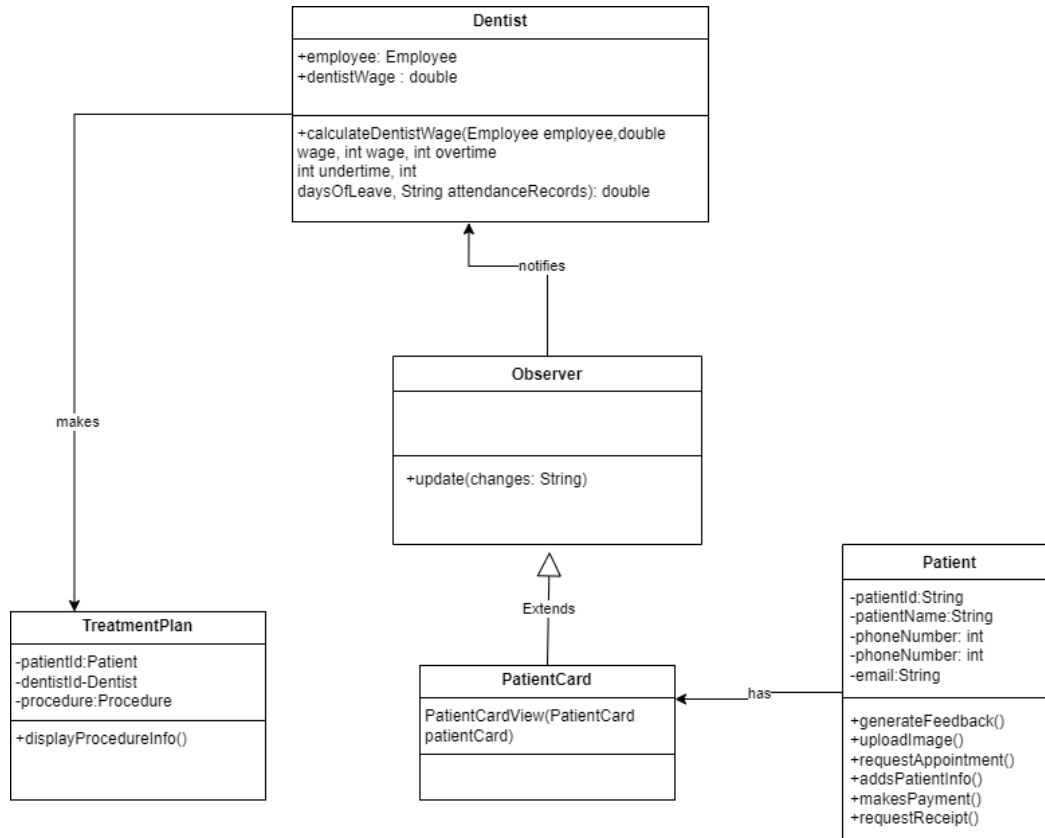 Dentist
+employee: Employee
+dentistWage : double
+calculateDentistWage(Employee employee,double
wage, int wage, int overtime
int undertime, int
daysOfLeave, String attendanceRecords): double
notifies
Observer
+update(changes: String)
makes
Extends
TreatmentPlan
-patientId:Patient
-dentistId-Dentist
-procedure:Procedure
+displayProcedureInfo()
PatientCard
PatientCardView(PatientCard
patientCard)
has
Patient
-patientId:String
-patientName:String
-phoneNumber: int
-phoneNumber: int
-email:String
+generateFeedback()
+uploadImage()
+requestAppointment()
+addsPatientInfo()
+makesPayment()
+requestReceipt()